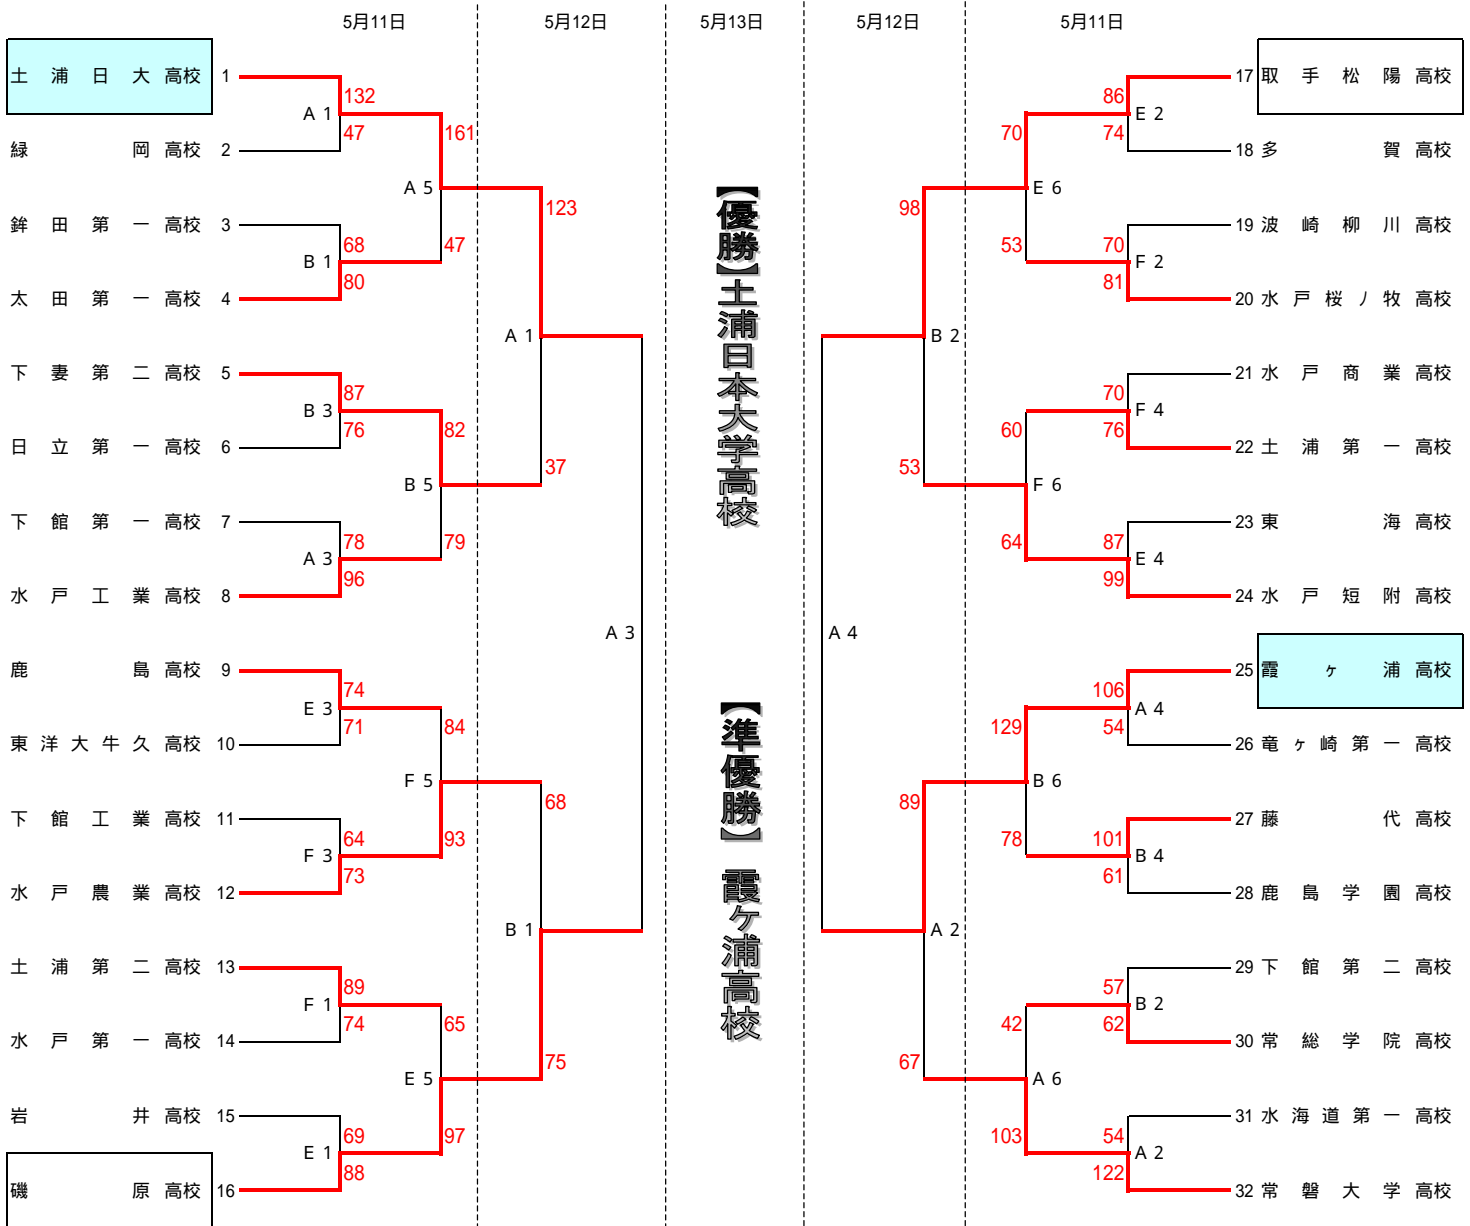 5月11日 5月12日 5月13日 5月12日 5月11日
土浦日大高校 1
132
A 1
47
緑岡高校 2
161
A 5
47
鉾田第一高校 3
68
B 1
80
太田第一高校 4
123
A 1
37
下妻第二高校 5
87
B 3
76
日立第一高校 6
82
B 5
79
下館第一高校 7
78
A 3
96
水戸工業高校 8
A 3
鹿島高校 9
74
E 3
71
東洋大牛久高校 10
84
F 5
93
下館工業高校 11
64
F 3
73
水戸農業高校 12
68
B 1
75
土浦第二高校 13
89
F 1
74
水戸第一高校 14
65
E 5
97
岩井高校 15
69
E 1
88
磯原高校 16
【優勝】土浦日本大学高校
【準優勝】 霞ヶ浦高校
17 取手松陽高校
86
E 2
74
18 多賀高校
70
E 6
53
19 波崎柳川高校
70
F 2
81
20 水戸桜ノ牧高校
98
B 2
53
21 水戸商業高校
70
F 4
76
22 土浦第一高校
60
F 6
64
23 東海高校
87
E 4
99
24 水戸短附高校
A 4
25 霞ヶ浦高校
106
A 4
54
26 竜ヶ崎第一高校
129
B 6
78
27 藤代高校
101
B 4
61
28 鹿島学園高校
89
A 2
67
29 下館第二高校
57
B 2
62
30 常総学院高校
42
A 6
103
31 水海道第一高校
54
A 2
122
32 常磐大学高校